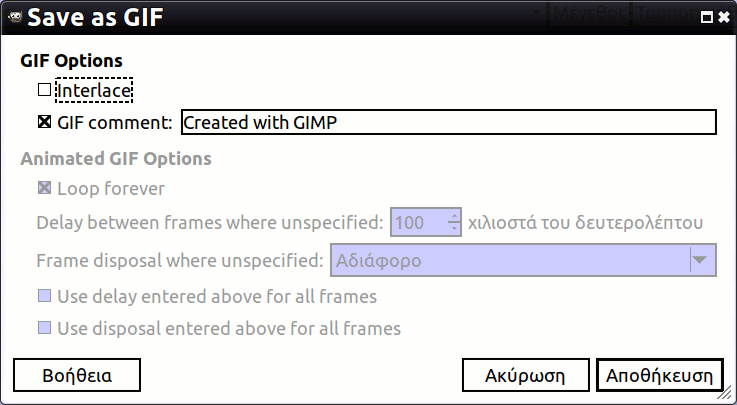 Save as GIF
GIF Options
Interlace
GIF comment: Created with GIMP
Animated GIF Options
Loop forever
Delay between frames where unspecified: 100 χιλιοστά του δευτερολέπτου
Frame disposal where unspecified: Αδιάφορο
Use delay entered above for all frames
Use disposal entered above for all frames
Βοήθεια Ακύρωση Αποθήκευση